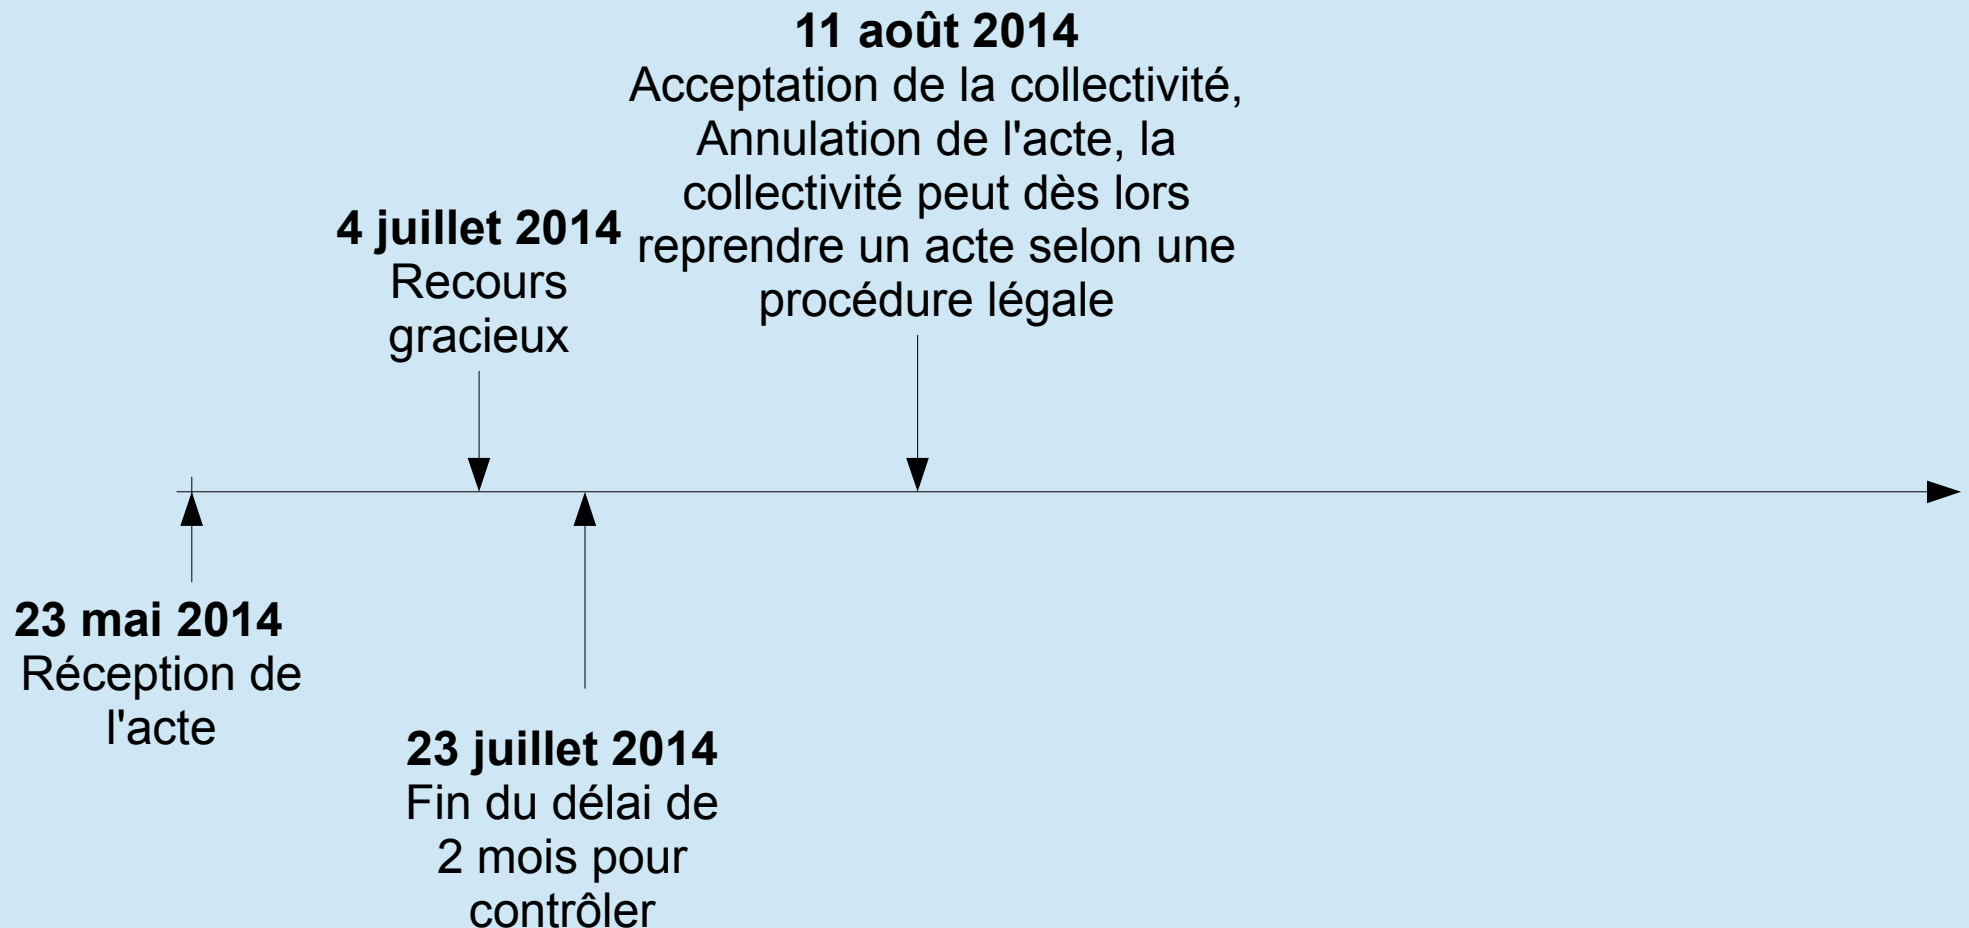 11 août 2014
Acceptation de la collectivité,
Annulation de l'acte, la
collectivité peut dès lors
reprendre un acte selon une
procédure légale
4 juillet 2014
Recours
gracieux
23 mai 2014
Réception de
l'acte
23 juillet 2014
Fin du délai de
2 mois pour
contrôler